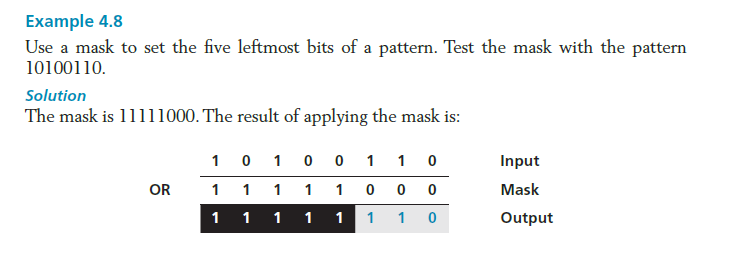 Example 4.8
Use a mask to set the five leftmost bits of a pattern. Test the mask with the pattern
10100110.
Solution
The mask is 11111000. The result of applying the mask is:
1 0 1 0 0 1 1 0 Input
OR 1 1 1 1 1 0 0 0 Mask
1 1 1 1 1 1 1 0 Output